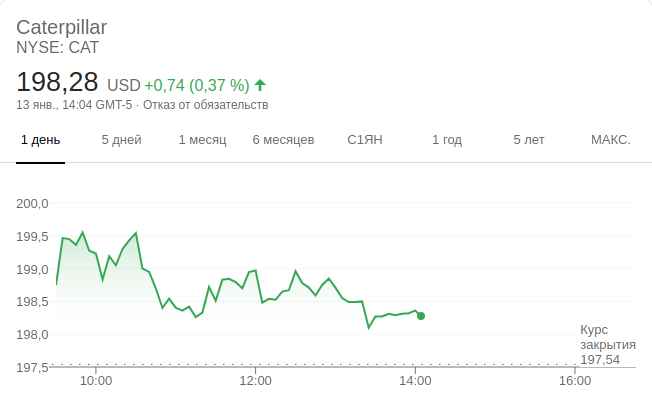 Caterpillar
NYSE: CAT
198,28 USD +0,74 (0,37 %)
13 янв., 14:04 GMT-5 · Отказ от обязательств
1 день 5 дней 1 месяц 6 месяцев С1ЯН 1 год 5 лет МАКС.
200,0
199,5
199,0
198,5
198,0
197,5
Курс
закрытия
197,54
10:00 12:00 14:00 16:00